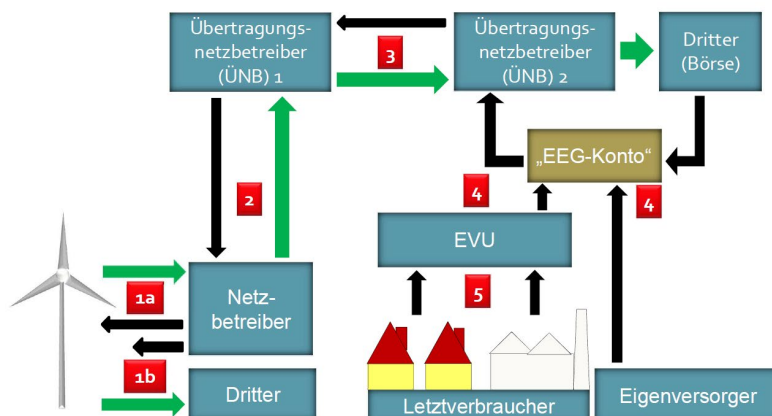 Übertragungs-
netzbetreiber
(ÜNB) 1
3
Übertragungs-
netzbetreiber
(ÜNB) 2
Dritter
(Börse)
„EEG-Konto“
2
4
4
EVU
1a
Netz-
betreiber
5
1b
Dritter
Letztverbraucher
Eigenversorger